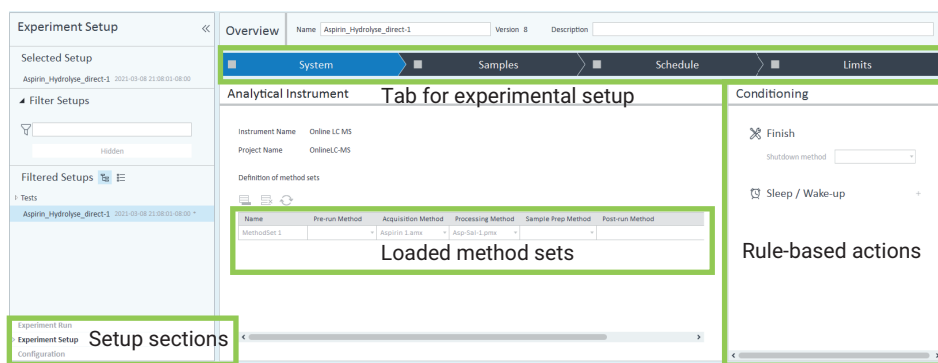 Experiment Setup «
Selected Setup
Aspirin_Hydrolyse_direct-1 2021-03-08 21:08:01-08:00
Filter Setups
Hidden
Filtered Setups
Tests
Aspirin_Hydrolyse_direct-1 2021-03-08 21:08:01-08:00 *
Experiment Run
Experiment Setup
Configuration
Setup sections
Overview Name Aspirin_Hydrolyse_direct-1 Version 8 Description
System Samples Schedule Limits
Analytical Instrument
Tab for experimental setup
Instrument Name Online LC MS
Project Name OnlineLC-MS
Definition of method sets
Name Pre-run Method Acquisition Method Processing Method Sample Prep Method Post-run Method
MethodSet 1 Aspirin 1.amx Asp-Sal-1.pmx
Loaded method sets
Conditioning
Finish
Shutdown method
Sleep / Wake-up +
Rule-based actions